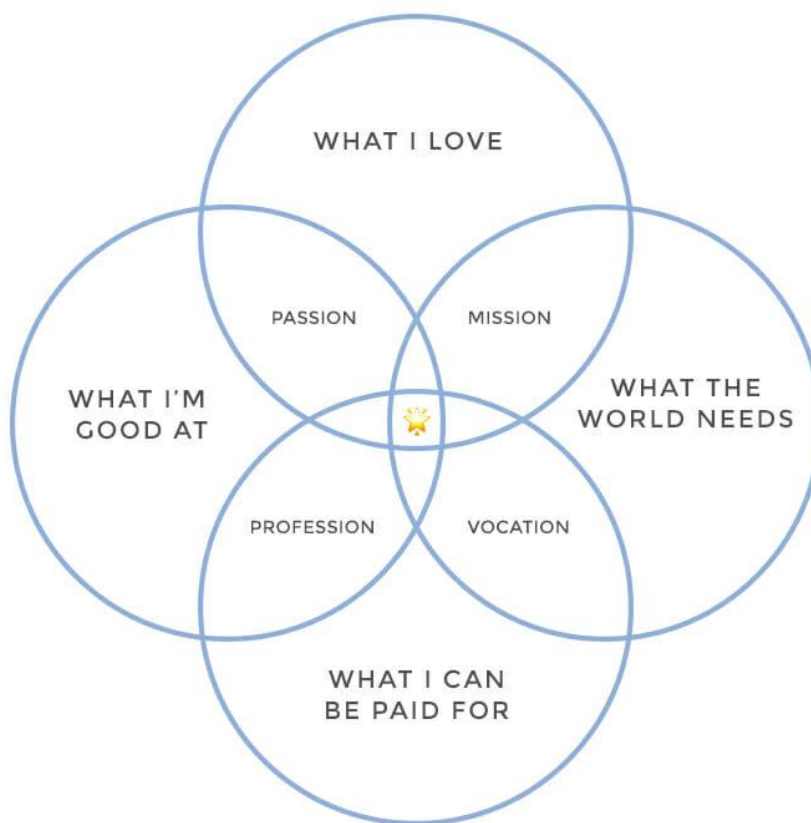 WHAT I LOVE
PASSION
MISSION
WHAT I'M
GOOD AT
WHAT THE
WORLD NEEDS
PROFESSION
VOCATION
WHAT I CAN
BE PAID FOR